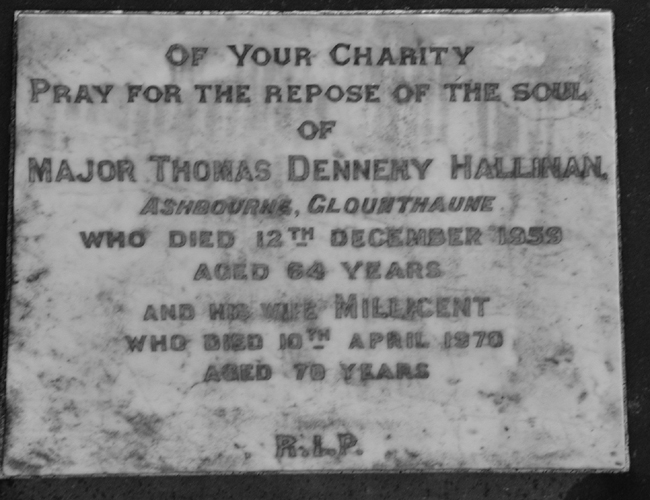 OF YOUR CHARITY
PRAY FOR THE REPOSE OF THE SOUL
OF
MAJOR THOMAS DENNEHY HALLINAN,
ASHBOURNE, GLOUNTHAUNE
WHO DIED 12TH DECEMBER 1959
AGED 64 YEARS
AND HIS WIFE MILLICENT
WHO DIED 10TH APRIL 1970
AGED 70 YEARS
R.I.P.